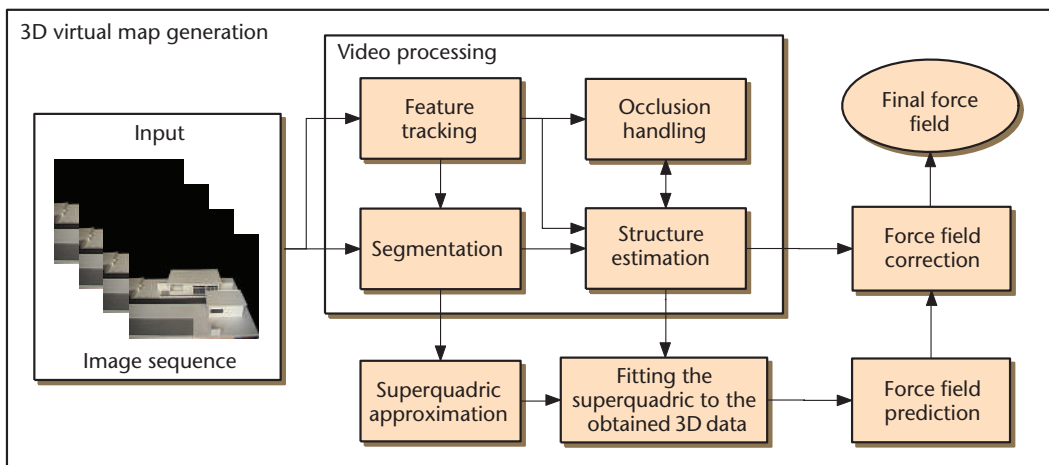 3D virtual map generation
Video processing
Input
Image sequence
Feature
tracking
Occlusion
handling
Final force
field
Segmentation
Structure
estimation
Force field
correction
Superquadric
approximation
Fitting the
superquadric to the
obtained 3D data
Force field
prediction